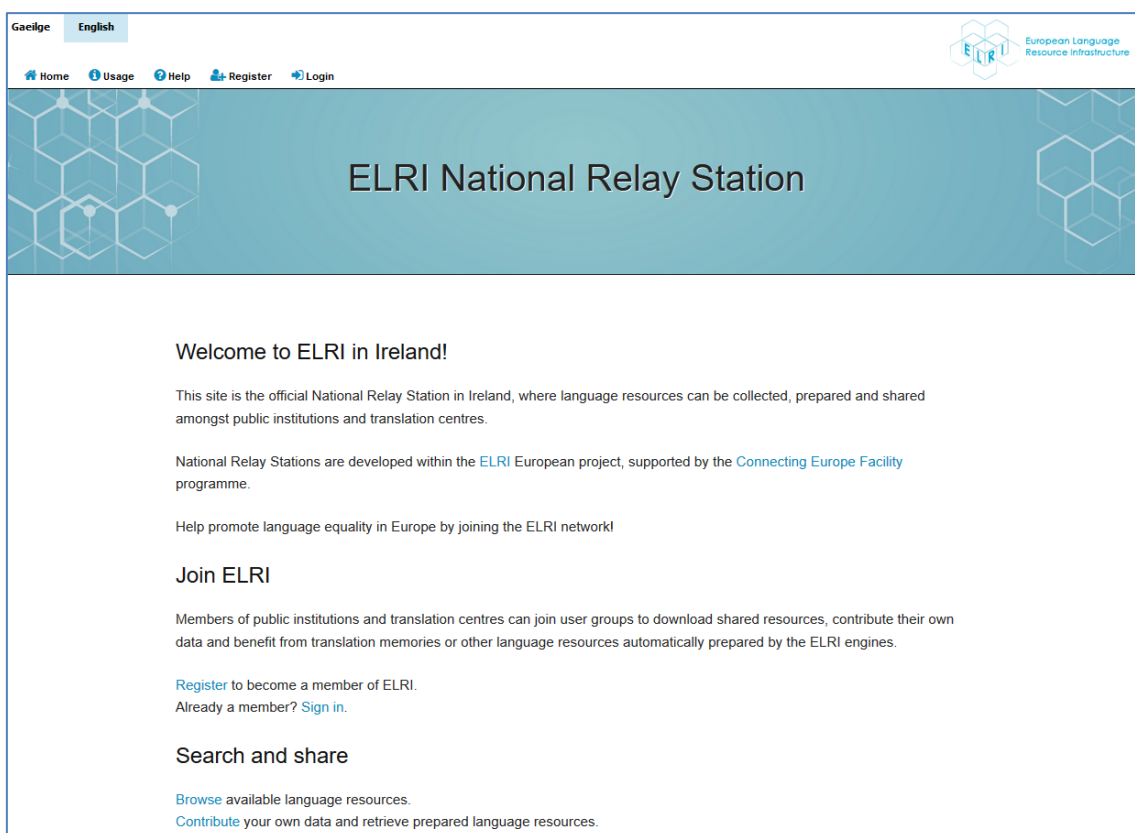 Gaeilge English
ELRI European Language
Resource Infrastructure
Home Usage Help Register Login
ELRI National Relay Station
Welcome to ELRI in Ireland!
This site is the official National Relay Station in Ireland, where language resources can be collected, prepared and shared
amongst public institutions and translation centres.
National Relay Stations are developed within the ELRI European project, supported by the Connecting Europe Facility
programme.
Help promote language equality in Europe by joining the ELRI network!
Join ELRI
Members of public institutions and translation centres can join user groups to download shared resources, contribute their own
data and benefit from translation memories or other language resources automatically prepared by the ELRI engines.
Register to become a member of ELRI.
Already a member? Sign in.
Search and share
Browse available language resources.
Contribute your own data and retrieve prepared language resources.